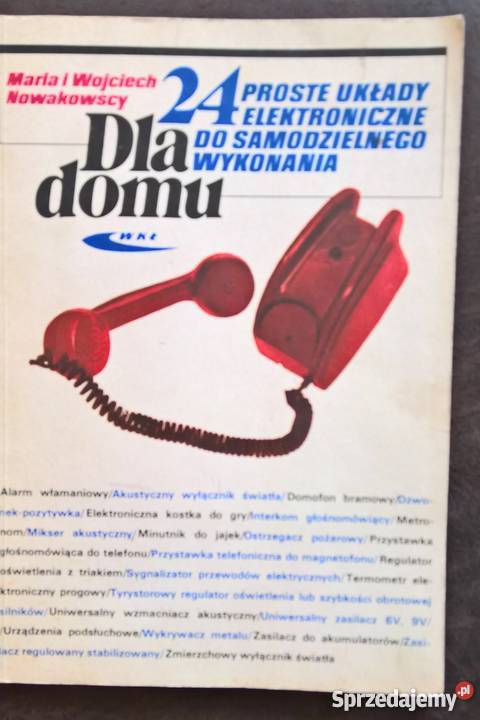 Maria i Wojciech
Nowakowscy
24 PROSTE UKŁADY
ELEKTRONICZNE
DO SAMODZIELNEGO
WYKONANIA
Dla
domu
WKŁ
Alarm włamaniowy/Akustyczny wyłącznik światła/Domofon bramowy/Dzwo-
nek-pozytywka/Elektroniczna kostka do gry/Interkom głośnomówiący/Metro-
nom/Mikser akustyczny/Minutnik do jajek/Ostrzegacz pożarowy/Przystawka
głośnomówiąca do telefonu/Przystawka telefoniczna do magnetofonu/Regulator
oświetlenia z triakiem/Sygnalizator przewodów elektrycznych/Termometr ele-
ktroniczny progowy/Tyrystorowy regulator oświetlenia lub szybkości obrotowej
silników/Uniwersalny wzmacniacz akustyczny/Uniwersalny zasilacz 6V, 9V/
/Urządzenia podsłuchowe/Wykrywacz metalu/Zasilacz do akumulatorów/Zasi-
lacz regulowany stabilizowany/Zmierzchowy wyłącznik światła
Sprzedajemy.pl